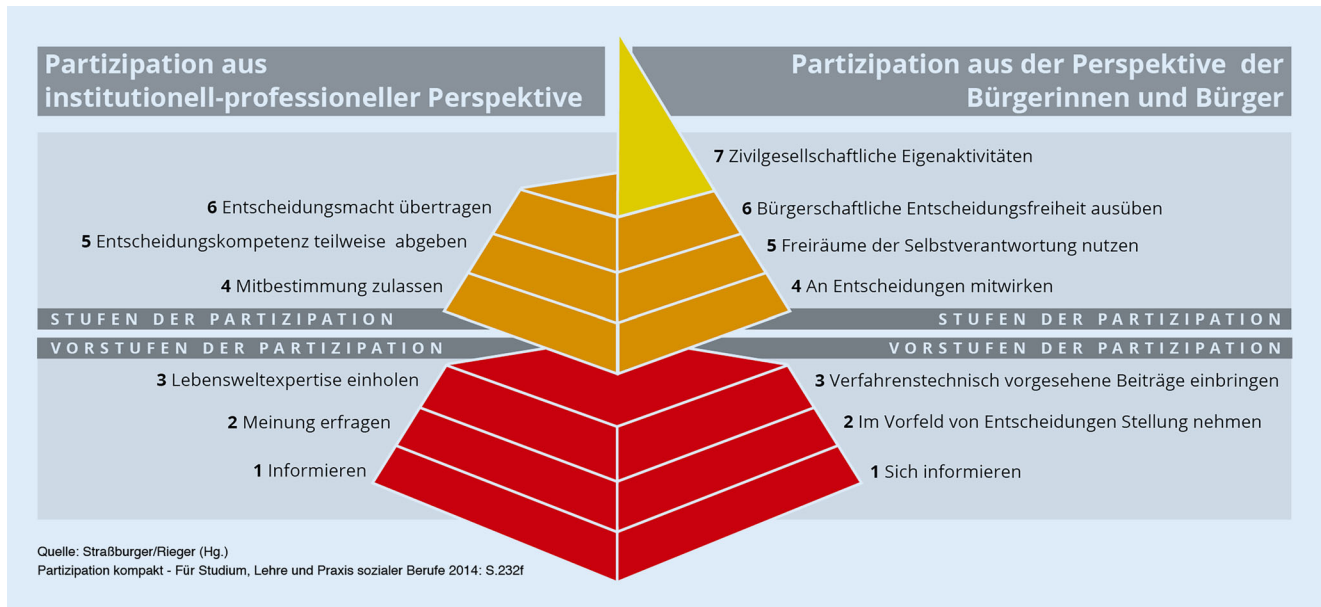 Partizipation aus
institutionell-professioneller Perspektive
Partizipation aus der Perspektive der
Bürgerinnen und Bürger
6 Entscheidungsmacht übertragen
5 Entscheidungskompetenz teilweise abgeben
4 Mitbestimmung zulassen
STUFEN DER PARTIZIPATION
VORSTUFEN DER PARTIZIPATION
3 Lebensweltexpertise einholen
2 Meinung erfragen
1 Informieren
7 Zivilgesellschaftliche Eigenaktivitäten
6 Bürgerschaftliche Entscheidungsfreiheit ausüben
5 Freiräume der Selbstverantwortung nutzen
4 An Entscheidungen mitwirken
STUFEN DER PARTIZIPATION
VORSTUFEN DER PARTIZIPATION
3 Verfahrenstechnisch vorgesehene Beiträge einbringen
2 Im Vorfeld von Entscheidungen Stellung nehmen
1 Sich informieren
Quelle: Straßburger/Rieger (Hg.)
Partizipation kompakt - Für Studium, Lehre und Praxis sozialer Berufe 2014: S.232f